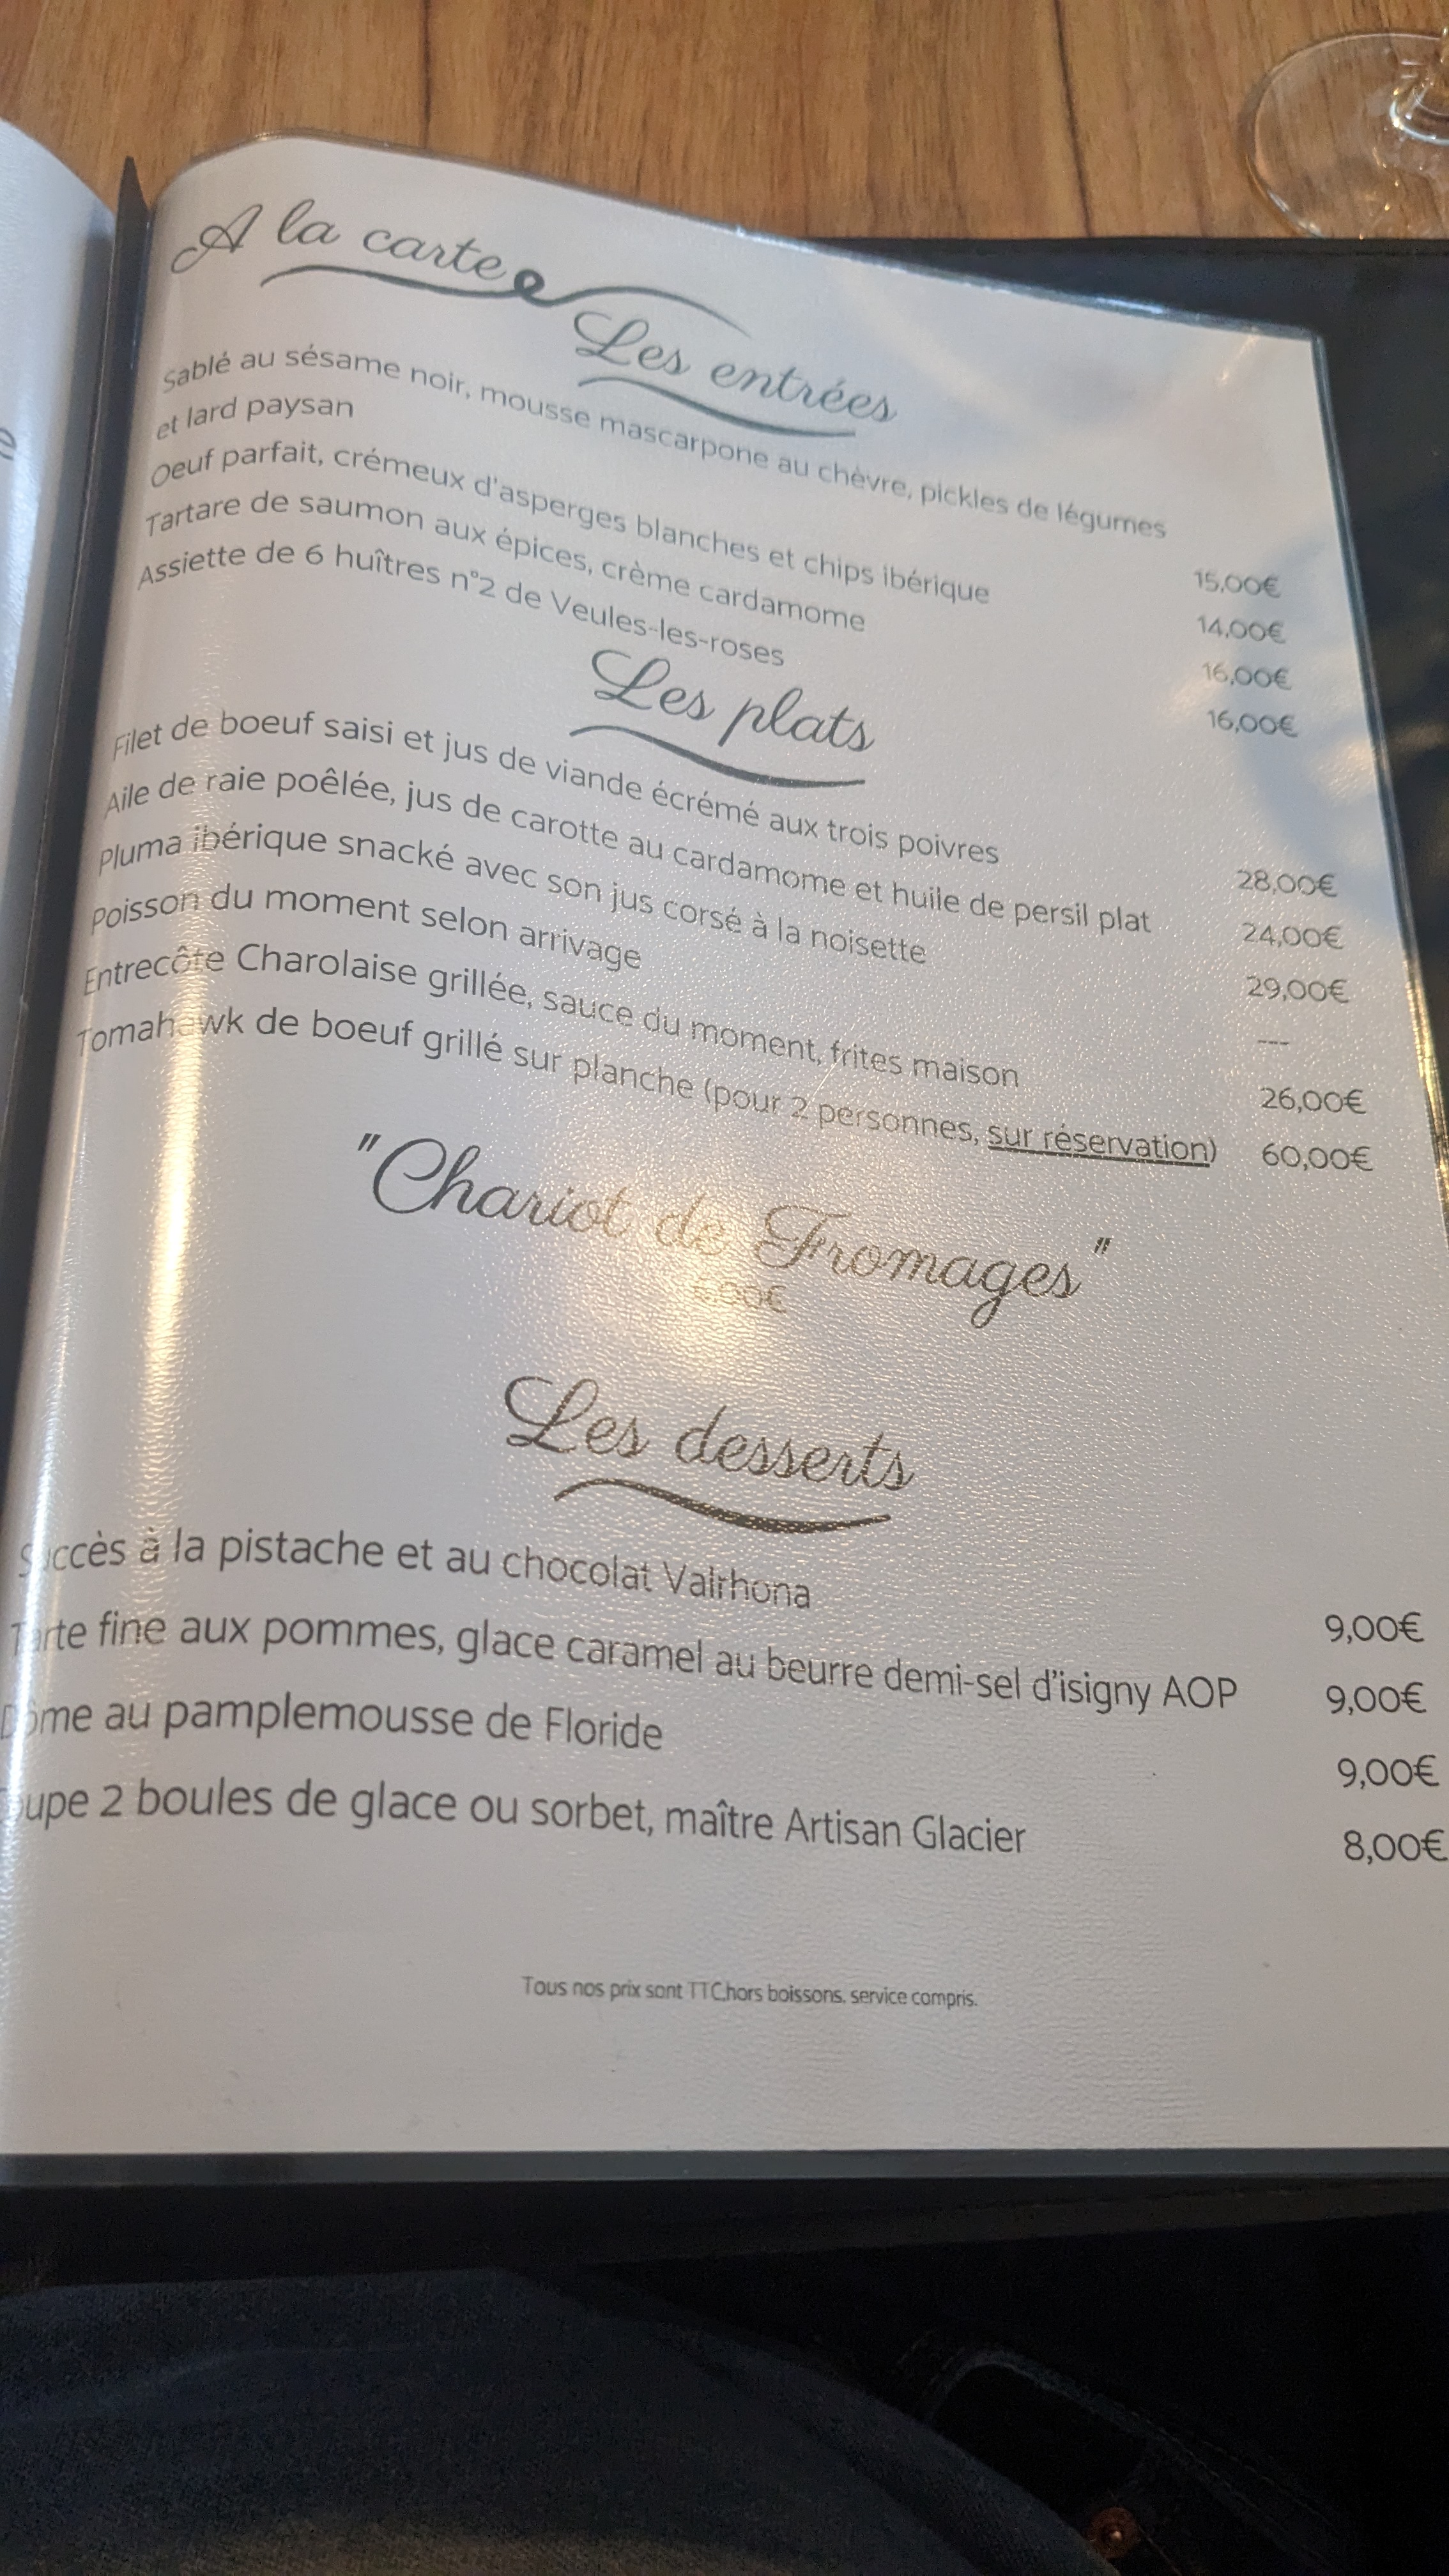 A la carte
Les entrées
Sablé au sésame noir, mousse mascarpone au chèvre, pickles de légumes
et lard paysan 15,00€
Oeuf parfait, crémeux d'asperges blanches et chips ibérique 14,00€
Tartare de saumon aux épices, crème cardamome 16,00€
Assiette de 6 huîtres n°2 de Veules-les-roses 16,00€
Les plats
Filet de boeuf saisi et jus de viande écrémé aux trois poivres 28,00€
Aile de raie poêlée, jus de carotte au cardamome et huile de persil plat 24,00€
Pluma ibérique snacké avec son jus corsé à la noisette 29,00€
Poisson du moment selon arrivage ---
Entrecôte Charolaise grillée, sauce du moment, frites maison 26,00€
Tomahawk de boeuf grillé sur planche (pour 2 personnes, sur réservation) 60,00€
"Chariot de Fromages"
Les desserts
Succès à la pistache et au chocolat Valrhona 9,00€
Tarte fine aux pommes, glace caramel au beurre demi-sel d'isigny AOP 9,00€
Dôme au pamplemousse de Floride 9,00€
oupe 2 boules de glace ou sorbet, maître Artisan Glacier 8,00€
Tous nos prix sont TTC,hors boissons, service compris.